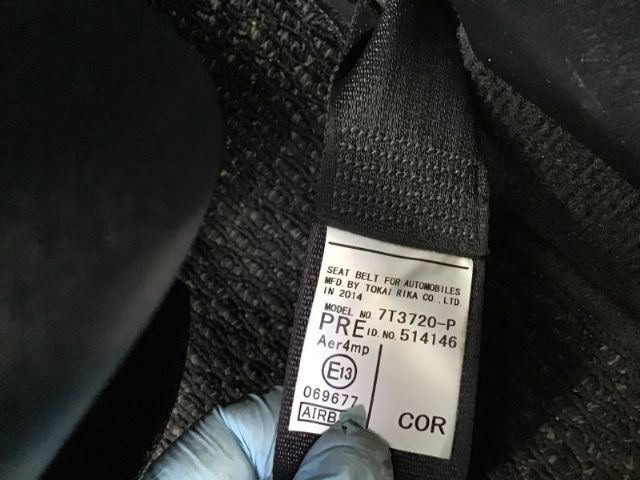 SEAT BELT FOR AUTOMOBILES
MFD. BY TOKAI RIKA CO., LTD.
IN 2014
MODEL NO. 7T3720-P
PRE ID. NO. 514146
Aer4mp
E13
069677
COR